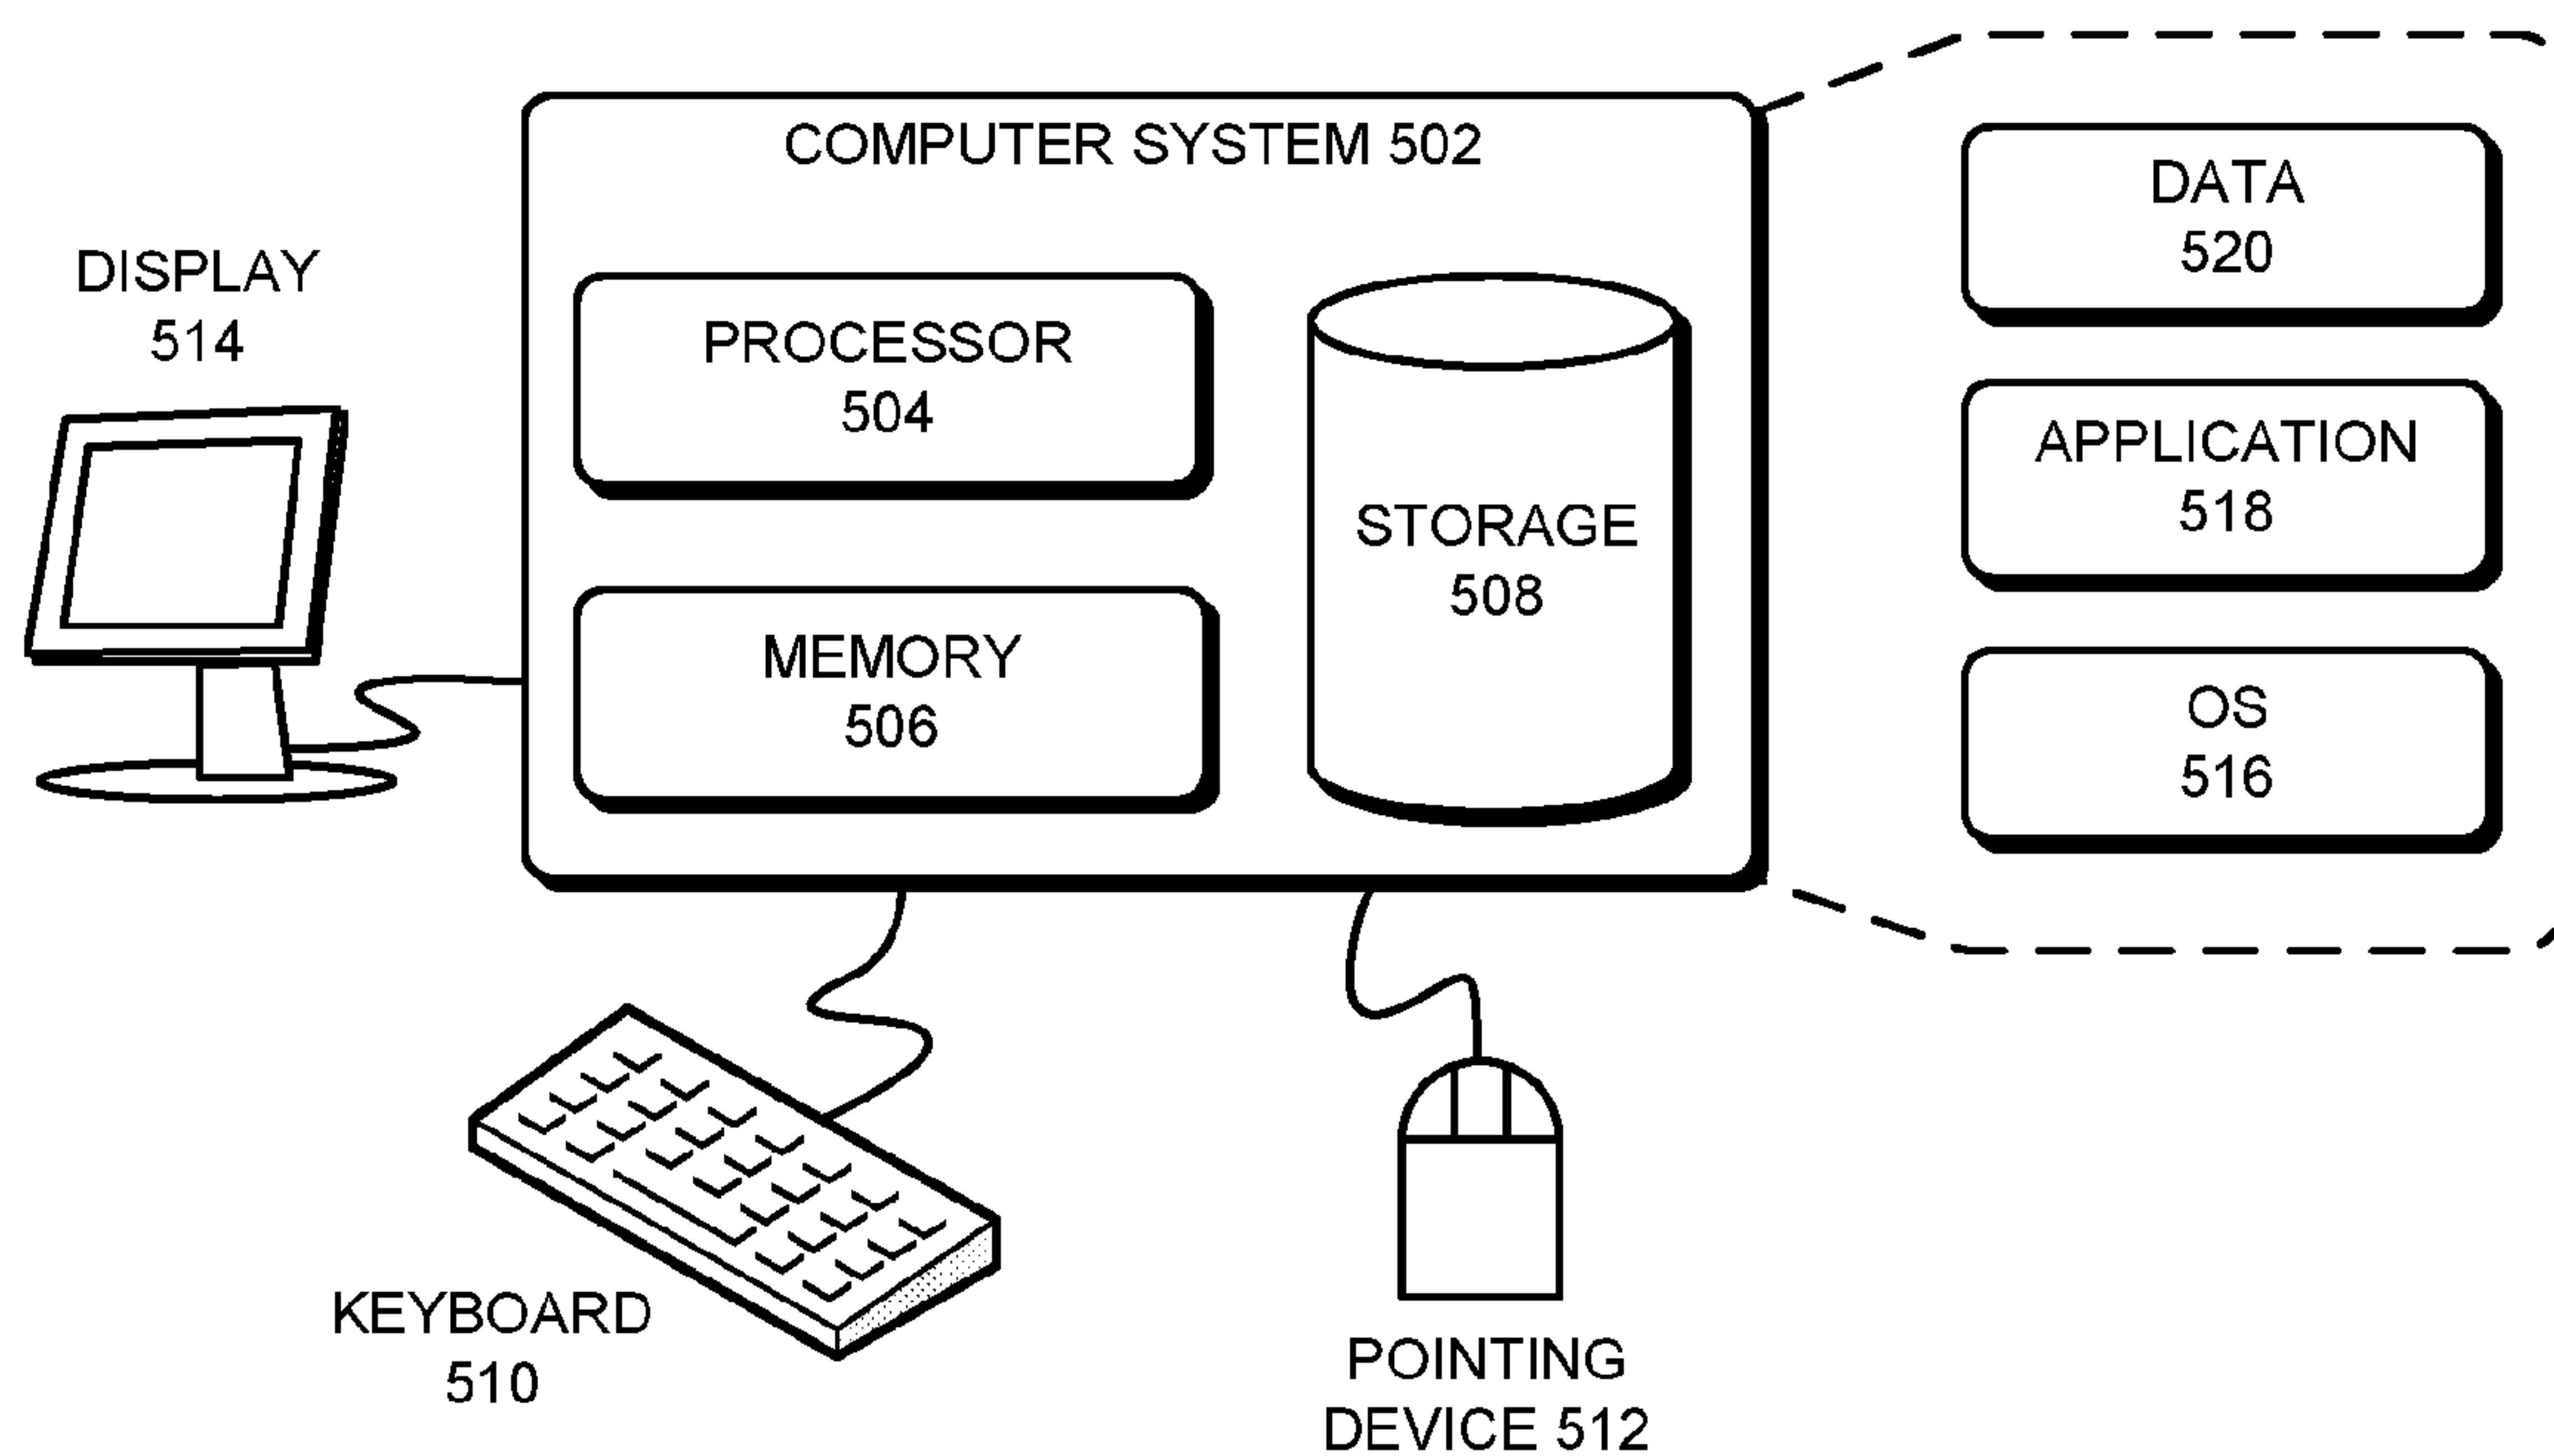 COMPUTER SYSTEM 502
DISPLAY
514
PROCESSOR
504
MEMORY
506
STORAGE
508
DATA
520
APPLICATION
518
OS
516
KEYBOARD
510
POINTING
DEVICE 512